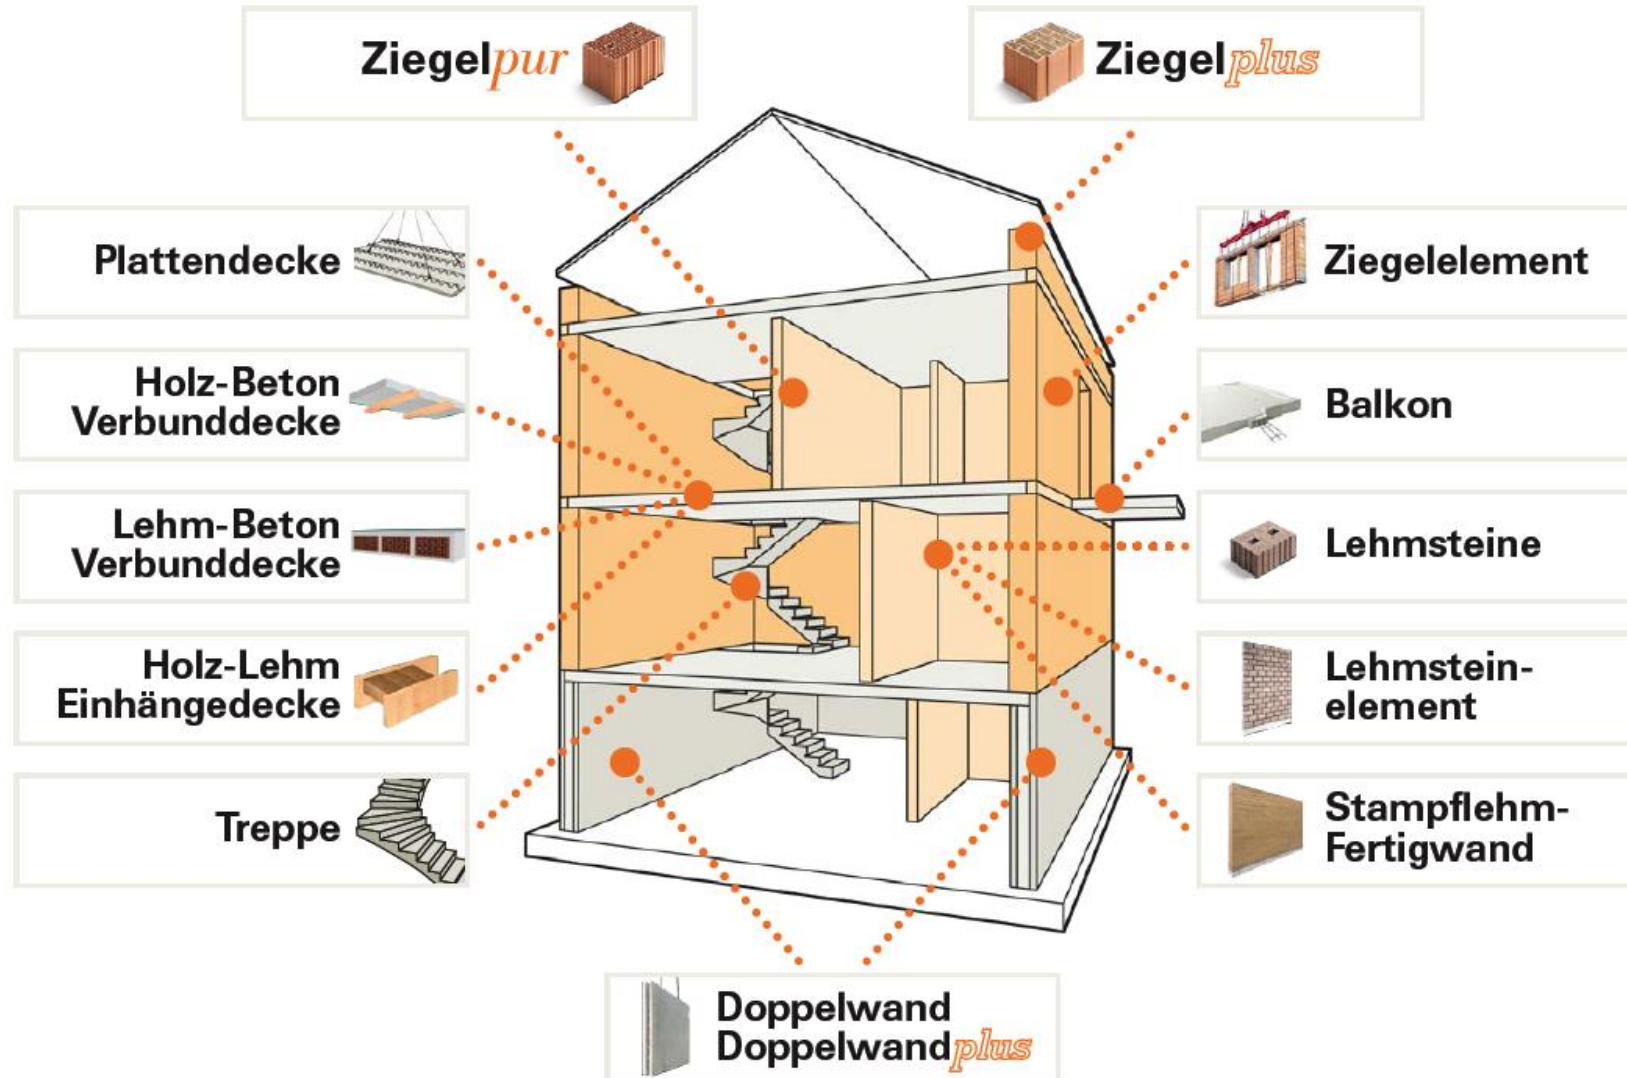 Ziegelpur
Ziegelplus
Plattendecke
Holz-Beton
Verbunddecke
Lehm-Beton
Verbunddecke
Holz-Lehm
Einhängedecke
Treppe
Ziegelelement
Balkon
Lehmsteine
Lehmstein-
element
Stampflehm-
Fertigwand
Doppelwand
Doppelwandplus